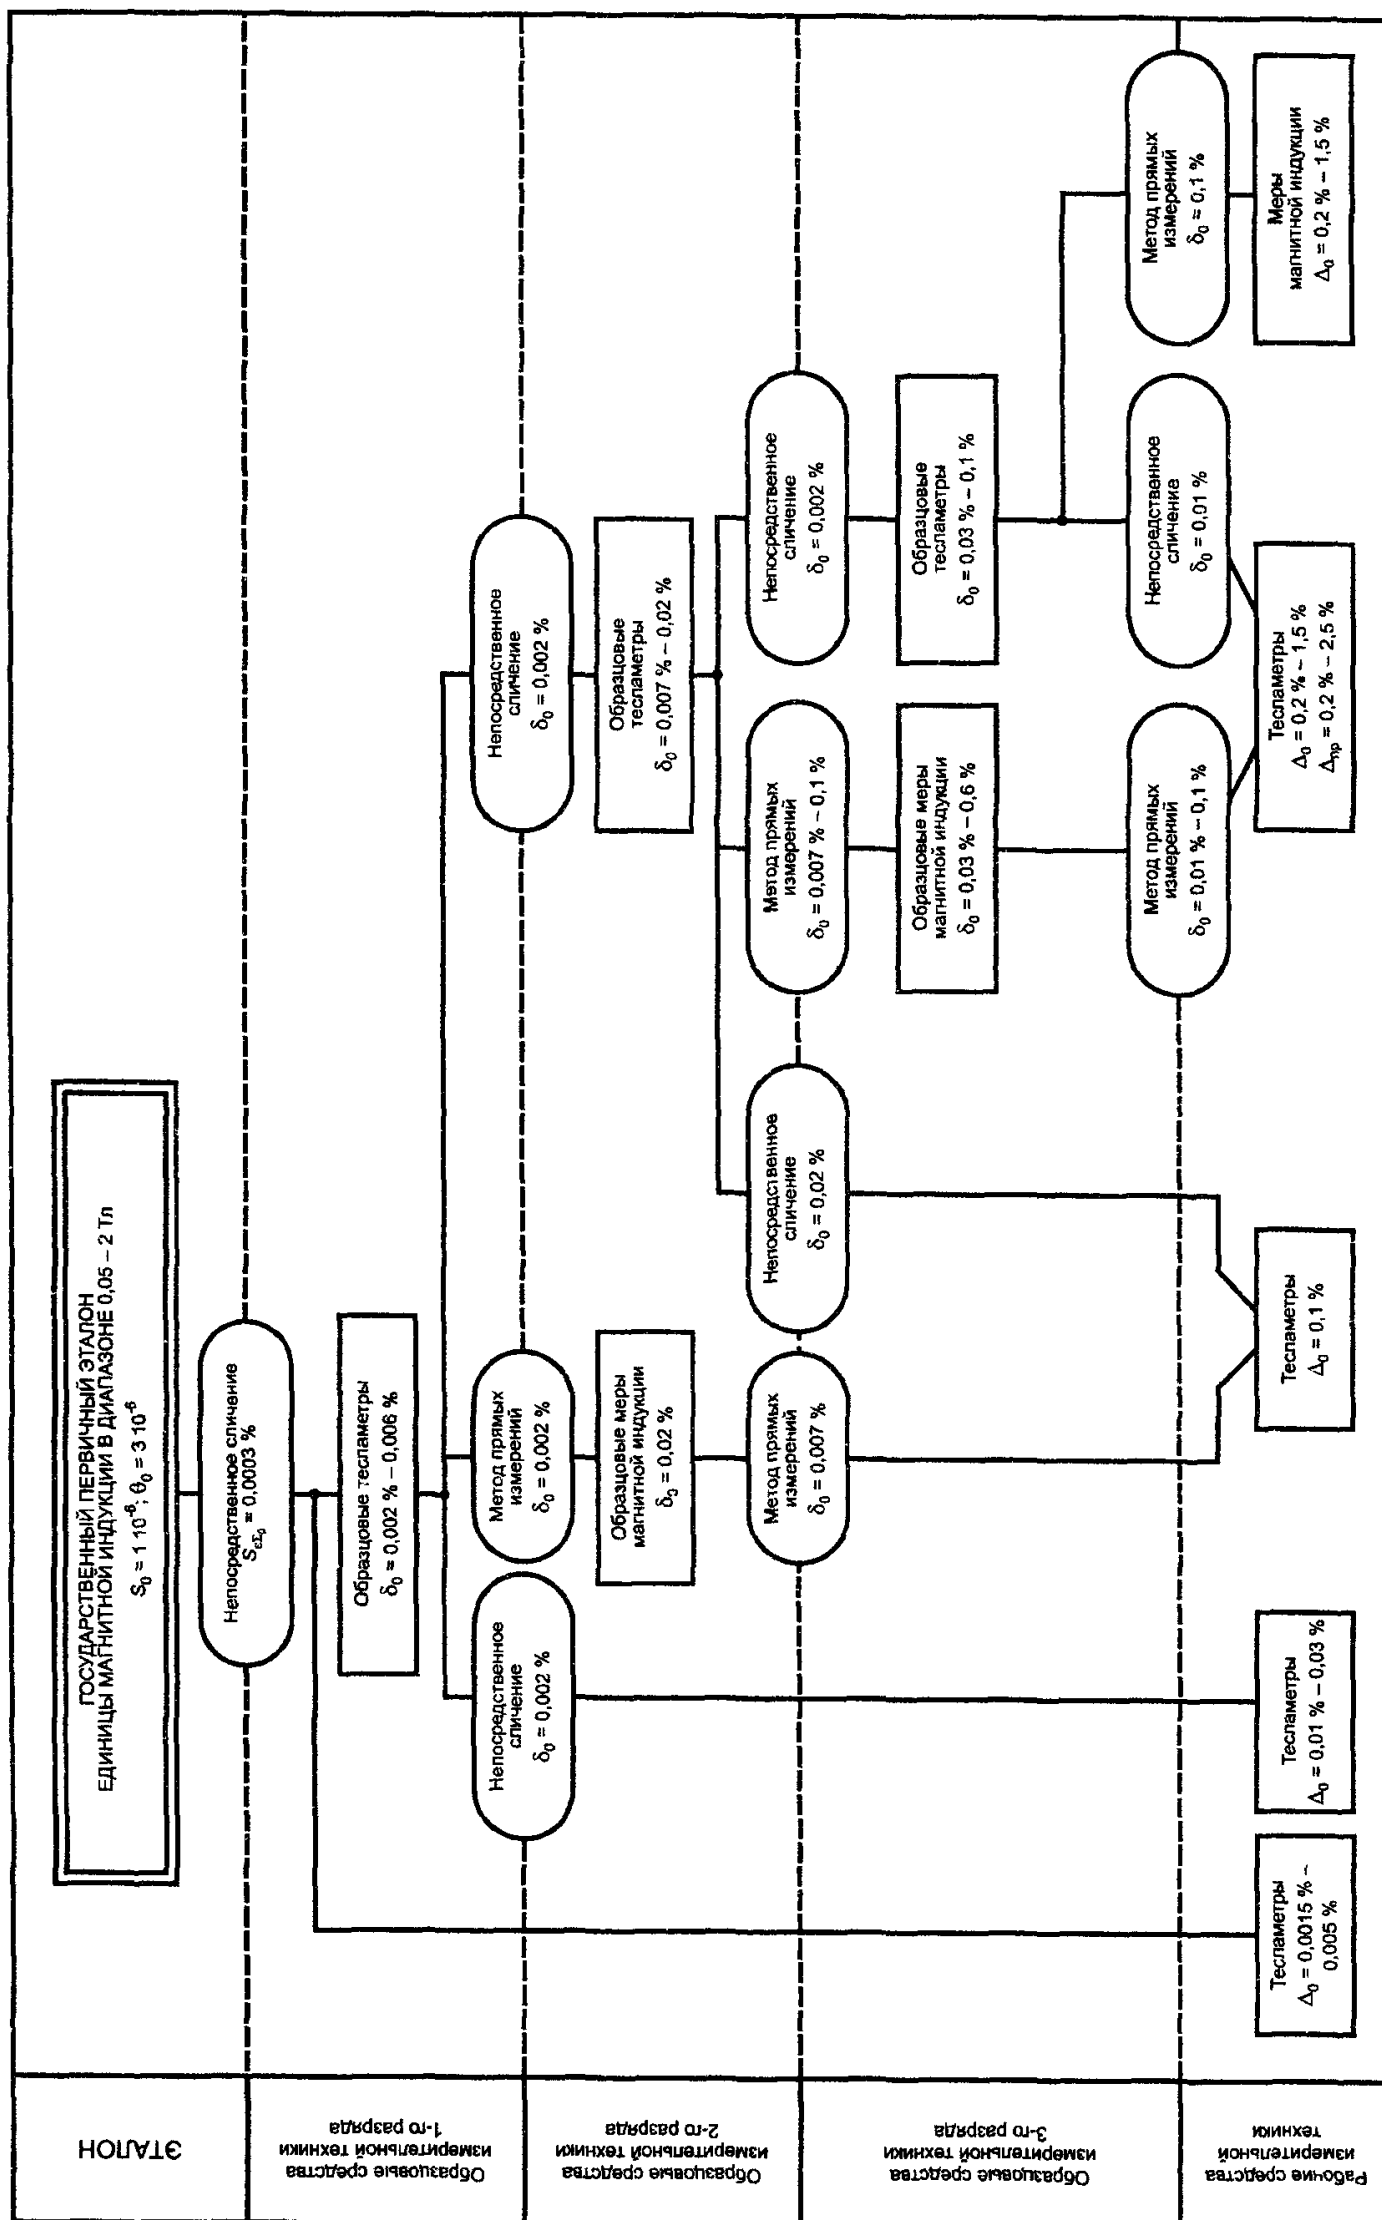 ЭТАЛОН
ГОСУДАРСТВЕННЫЙ ПЕРВИЧНЫЙ ЭТАЛОН
ЕДИНИЦЫ МАГНИТНОЙ ИНДУКЦИИ В ДИАПАЗОНЕ 0,05 – 2 Тл
S₀ = 1 10⁻⁶; θ₀ = 3 10⁻⁶
Непосредственное сличение
S_εΣ₀ = 0,0003 %
Образцовые средства
измерительной техники
1-го разряда
Образцовые тесламетры
δ₀ = 0,002 % – 0,006 %
Непосредственное
сличение
δ₀ = 0,002 %
Метод прямых
измерений
δ₀ = 0,002 %
Непосредственное
сличение
δ₀ = 0,002 %
Образцовые средства
измерительной техники
2-го разряда
Образцовые меры
магнитной индукции
δ₀ = 0,02 %
Образцовые
тесламетры
δ₀ = 0,007 % – 0,02 %
Метод прямых
измерений
δ₀ = 0,007 %
Непосредственное
сличение
δ₀ = 0,02 %
Метод прямых
измерений
δ₀ = 0,007 % – 0,1 %
Непосредственное
сличение
δ₀ = 0,002 %
Образцовые средства
измерительной техники
3-го разряда
Образцовые меры
магнитной индукции
δ₀ = 0,03 % – 0,6 %
Образцовые
тесламетры
δ₀ = 0,03 % – 0,1 %
Метод прямых
измерений
δ₀ = 0,01 % – 0,1 %
Непосредственное
сличение
δ₀ = 0,01 %
Метод прямых
измерений
δ₀ = 0,1 %
Рабочие средства
измерительной
техники
Тесламетры
Δ₀ = 0,0015 % –
0,005 %
Тесламетры
Δ₀ = 0,01 % – 0,03 %
Тесламетры
Δ₀ = 0,1 %
Тесламетры
Δ₀ = 0,2 % – 1,5 %
Δпр = 0,2 % – 2,5 %
Меры
магнитной индукции
Δ₀ = 0,2 % – 1,5 %